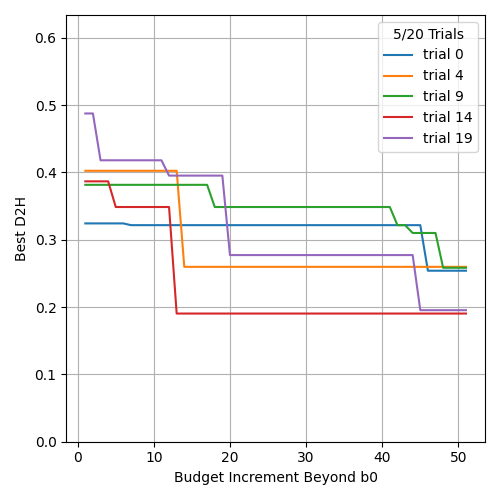 5/20 Trials
trial 0
trial 4
trial 9
trial 14
trial 19
0.6
0.5
0.4
0.3
0.2
0.1
0.0
Best D2H
0 10 20 30 40 50
Budget Increment Beyond b0